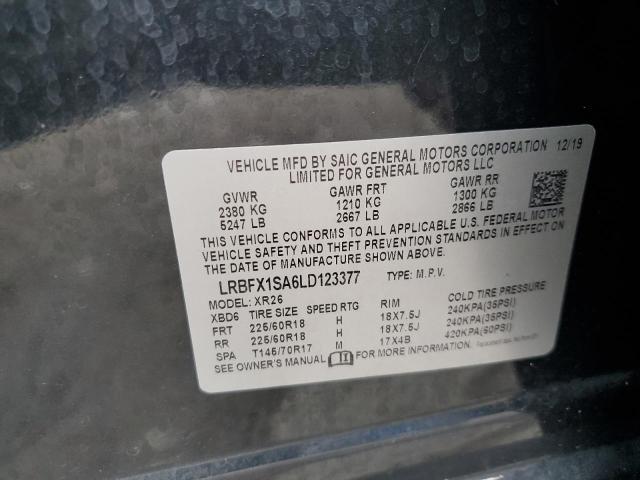 VEHICLE MFD BY SAIC GENERAL MOTORS CORPORATION 12/19
LIMITED FOR GENERAL MOTORS LLC
GVWR GAWR FRT GAWR RR
2380 KG 1210 KG 1300 KG
5247 LB 2667 LB 2866 LB
THIS VEHICLE CONFORMS TO ALL APPLICABLE U.S. FEDERAL MOTOR
VEHICLE SAFETY AND THEFT PREVENTION STANDARDS IN EFFECT ON
THE DATE OF MANUFACTURE SHOWN ABOVE.
LRBFX1SA6LD123377 TYPE: M.P.V.
MODEL: XR26
XBD6 TIRE SIZE SPEED RTG RIM COLD TIRE PRESSURE
FRT 225/60R18 H 18X7.5J 240KPA(35PSI)
RR 225/60R18 H 18X7.5J 240KPA(35PSI)
SPA T145/70R17 M 17X4B 420KPA(60PSI)
SEE OWNER'S MANUAL FOR MORE INFORMATION.